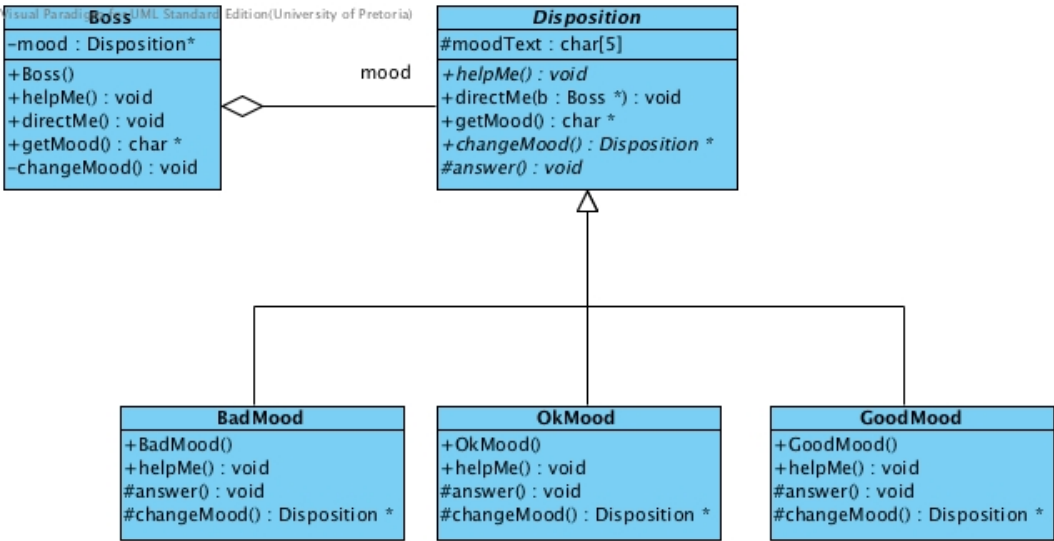 Visual Paradigm for UML Standard Edition(University of Pretoria)
Boss
-mood : Disposition*
+Boss()
+helpMe() : void
+directMe() : void
+getMood() : char *
-changeMood() : void
mood
Disposition
#moodText : char[5]
+helpMe() : void
+directMe(b : Boss *) : void
+getMood() : char *
+changeMood() : Disposition *
#answer() : void
BadMood
+BadMood()
+helpMe() : void
#answer() : void
#changeMood() : Disposition *
OkMood
+OkMood()
+helpMe() : void
#answer() : void
#changeMood() : Disposition *
GoodMood
+GoodMood()
+helpMe() : void
#answer() : void
#changeMood() : Disposition *